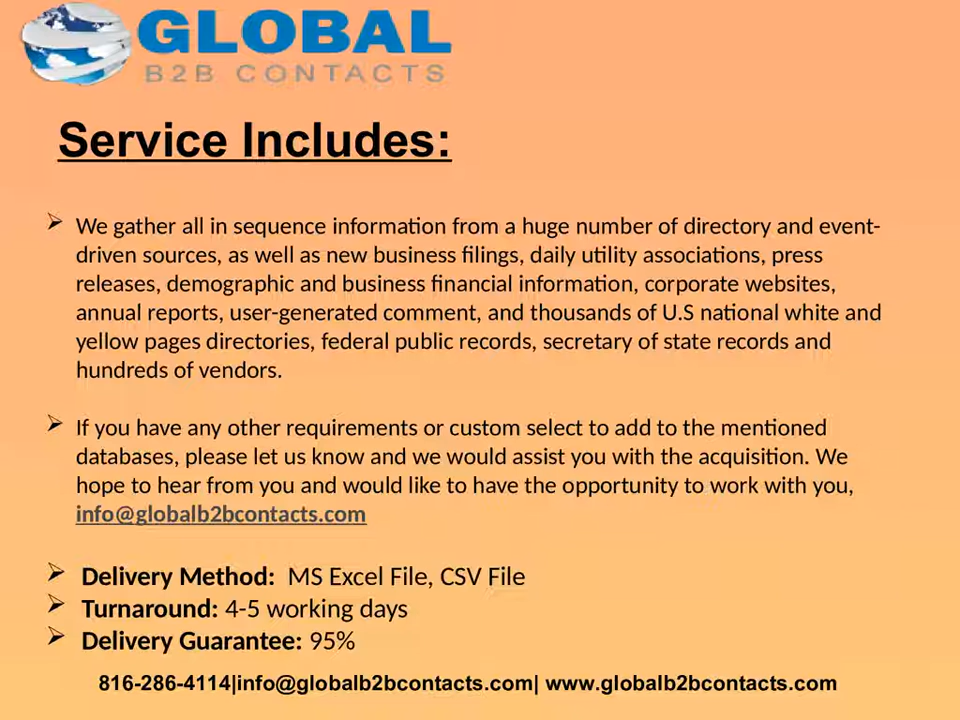 GLOBAL
B2B CONTACTS
Service Includes:
➢ We gather all in sequence information from a huge number of directory and event-
driven sources, as well as new business filings, daily utility associations, press
releases, demographic and business financial information, corporate websites,
annual reports, user-generated comment, and thousands of U.S national white and
yellow pages directories, federal public records, secretary of state records and
hundreds of vendors.
➢ If you have any other requirements or custom select to add to the mentioned
databases, please let us know and we would assist you with the acquisition. We
hope to hear from you and would like to have the opportunity to work with you,
info@globalb2bcontacts.com
➢ Delivery Method: MS Excel File, CSV File
➢ Turnaround: 4-5 working days
➢ Delivery Guarantee: 95%
816-286-4114|info@globalb2bcontacts.com| www.globalb2bcontacts.com